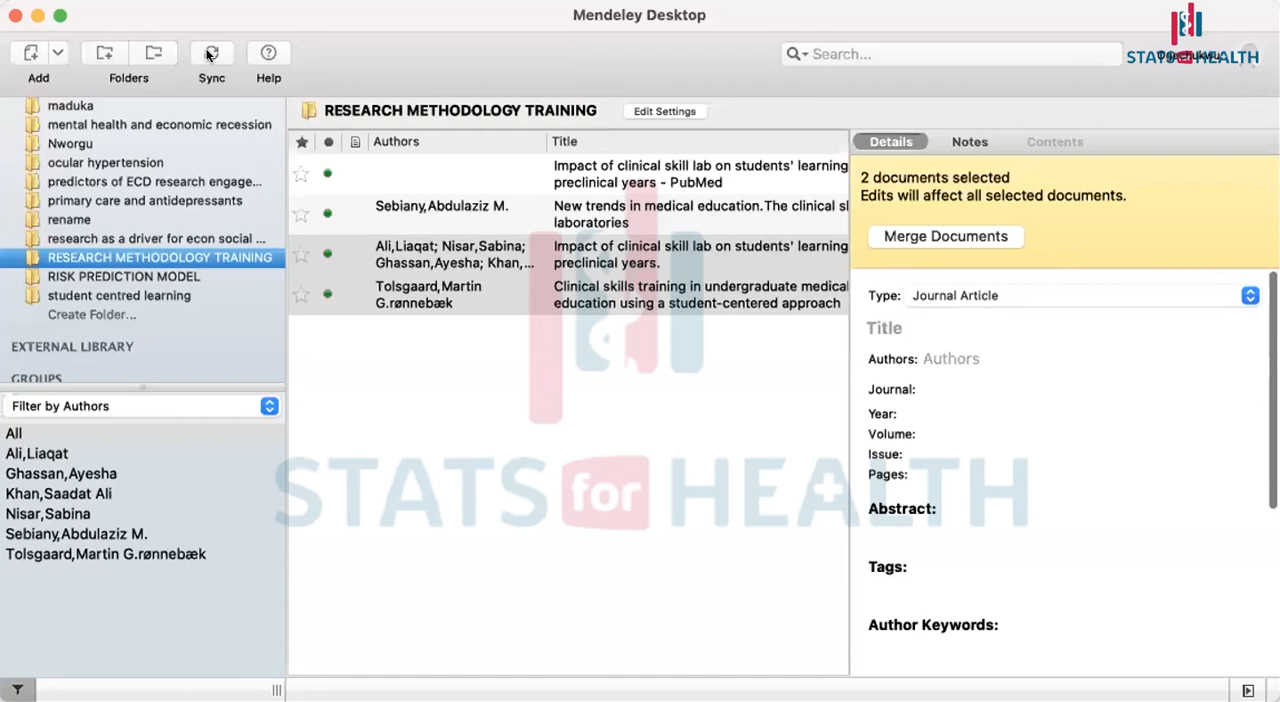 Mendeley Desktop
STATS for HEALTH
Search...
Add
Folders
Sync
Help
maduka
mental health and economic recession
Nworgu
ocular hypertension
predictors of ECD research engage...
primary care and antidepressants
rename
research as a driver for econ social ...
RESEARCH METHODOLOGY TRAINING
RISK PREDICTION MODEL
student centred learning
Create Folder...
EXTERNAL LIBRARY
GROUPS
Filter by Authors
All
Ali,Liaqat
Ghassan,Ayesha
Khan,Saadat Ali
Nisar,Sabina
Sebiany,Abdulaziz M.
Tolsgaard,Martin G.rønnebæk
RESEARCH METHODOLOGY TRAINING
Edit Settings
Authors
Title
Impact of clinical skill lab on students' learning
preclinical years - PubMed
Sebiany,Abdulaziz M.
New trends in medical education.The clinical sl
laboratories
Ali,Liaqat; Nisar,Sabina;
Ghassan,Ayesha; Khan,...
Impact of clinical skill lab on students' learning
preclinical years.
Tolsgaard,Martin
G.rønnebæk
Clinical skills training in undergraduate medical
education using a student-centered approach
STATS for HEALTH
Details
Notes
Contents
2 documents selected
Edits will affect all selected documents.
Merge Documents
Type: Journal Article
Title
Authors: Authors
Journal:
Year:
Volume:
Issue:
Pages:
Abstract:
Tags:
Author Keywords: